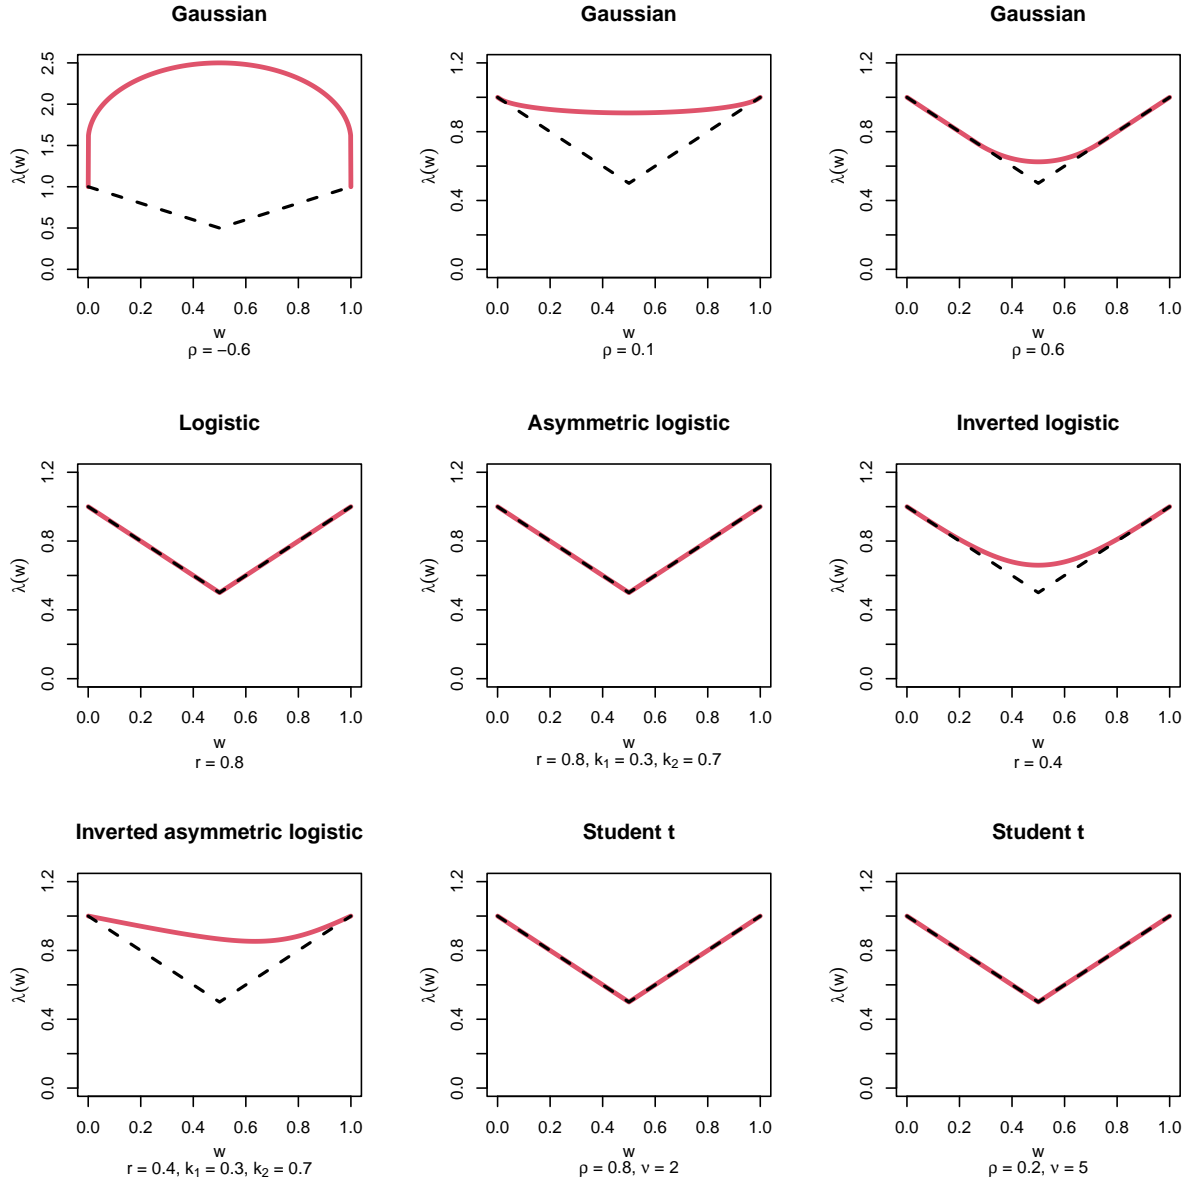 Gaussian
λ(w)
2.5
2.0
1.5
1.0
0.5
0.0
0.0 0.2 0.4 0.6 0.8 1.0
w
ρ = −0.6
Gaussian
λ(w)
1.2
0.8
0.4
0.0
0.0 0.2 0.4 0.6 0.8 1.0
w
ρ = 0.1
Gaussian
λ(w)
1.2
0.8
0.4
0.0
0.0 0.2 0.4 0.6 0.8 1.0
w
ρ = 0.6
Logistic
λ(w)
1.2
0.8
0.4
0.0
0.0 0.2 0.4 0.6 0.8 1.0
w
r = 0.8
Asymmetric logistic
λ(w)
1.2
0.8
0.4
0.0
0.0 0.2 0.4 0.6 0.8 1.0
w
r = 0.8, k₁ = 0.3, k₂ = 0.7
Inverted logistic
λ(w)
1.2
0.8
0.4
0.0
0.0 0.2 0.4 0.6 0.8 1.0
w
r = 0.4
Inverted asymmetric logistic
λ(w)
1.2
0.8
0.4
0.0
0.0 0.2 0.4 0.6 0.8 1.0
w
r = 0.4, k₁ = 0.3, k₂ = 0.7
Student t
λ(w)
1.2
0.8
0.4
0.0
0.0 0.2 0.4 0.6 0.8 1.0
w
ρ = 0.8, ν = 2
Student t
λ(w)
1.2
0.8
0.4
0.0
0.0 0.2 0.4 0.6 0.8 1.0
w
ρ = 0.2, ν = 5